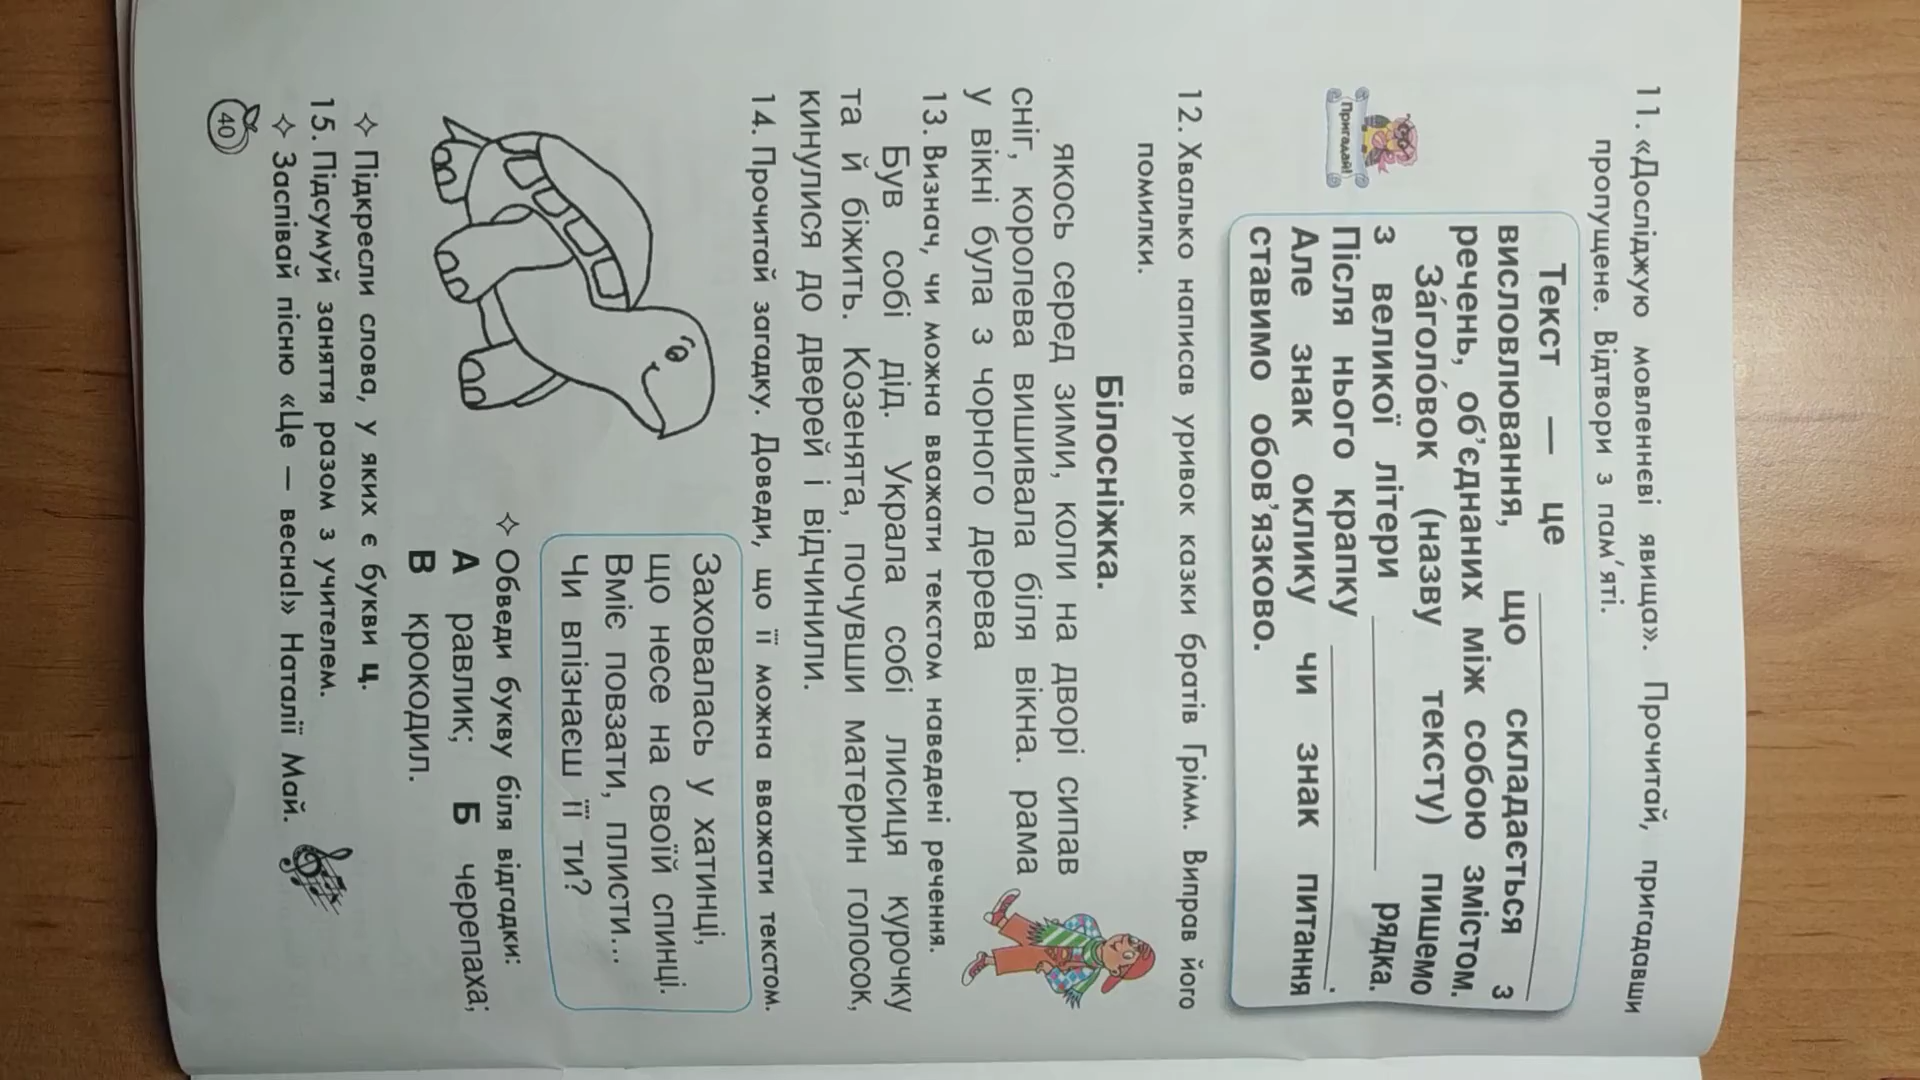 11. «Досліджую мовленнєві явища». Прочитай, пригадавши
пропущене. Відтвори з пам’яті.
Пригадай!
Текст — це ____________ висловлювання, що складається з
речень, об’єднаних між собою змістом.
За́голо́вок (назву тексту) пишемо
з великої літери ____________ рядка.
Після нього крапку ____________.
Але знак оклику чи знак питання
ставимо обов’язково.
12. Хвалько написав уривок казки братів Грімм. Виправ його
помилки.
Білосніжка.
якось серед зими, коли на дворі сипав
сніг, королева вишивала біля вікна. рама
у вікні була з чорного дерева
13. Визнач, чи можна вважати текстом наведені речення.
Був собі дід. Украла собі лисиця курочку
та й біжить. Козенята, почувши материн голосок,
кинулися до дверей і відчинили.
14. Прочитай загадку. Доведи, що її можна вважати текстом.
Заховалась у хатинці,
що несе на своїй спинці.
Вміє повзати, плисти...
Чи впізнаєш її ти?
✧ Обведи букву біля відгадки:
А равлик; Б черепаха;
В крокодил.
✧ Підкресли слова, у яких є букви ц.
15. Підсумуй заняття разом з учителем.
✧ Заспівай пісню «Це — весна!» Наталії Май.
40